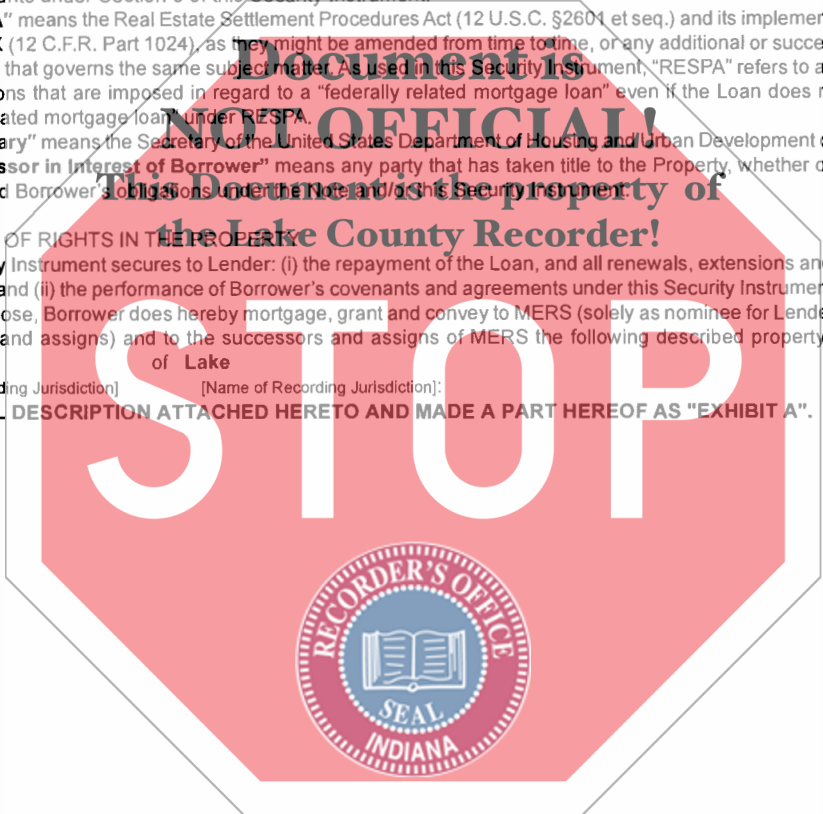 " means the Real Estate Settlement Procedures Act (12 U.S.C. §2601 et seq.) and its implemen
(12 C.F.R. Part 1024), as they might be amended from time to time, or any additional or succe
that governs the same subject matter. As used in this Security Instrument, "RESPA" refers to a
ons that are imposed in regard to a "federally related mortgage loan" even if the Loan does
ated mortgage loan" under RESPA.
ary" means the Secretary of the United States Department of Housing and Urban Development
ssor in Interest of Borrower" means any party that has taken title to the Property, whether o
d Borrower's obligations under the Note and/or this Security Instrument.
OF RIGHTS IN THE PROPERTY
Instrument secures to Lender: (i) the repayment of the Loan, and all renewals, extensions an
and (ii) the performance of Borrower's covenants and agreements under this Security Instrumen
ose, Borrower does hereby mortgage, grant and convey to MERS (solely as nominee for Lende
and assigns) and to the successors and assigns of MERS the following described property
of Lake
ding Jurisdiction] [Name of Recording Jurisdiction]:
L DESCRIPTION ATTACHED HERETO AND MADE A PART HEREOF AS "EXHIBIT A".
Document is
NOT OFFICIAL!
This Document is the property of
the Lake County Recorder!
STOP
RECORDER'S OFFICE
SEAL
INDIANA